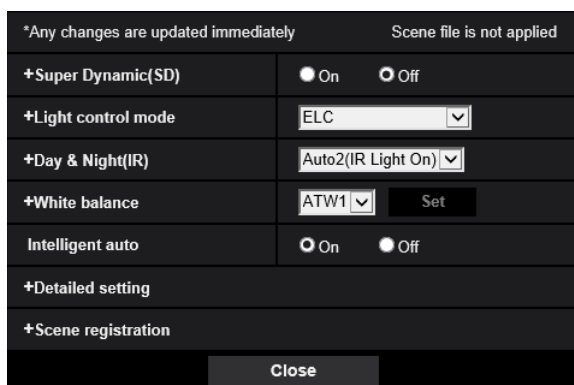 *Any changes are updated immediately Scene file is not applied
+Super Dynamic(SD) On Off
+Light control mode ELC
+Day & Night(IR) Auto2(IR Light On)
+White balance ATW1 Set
Intelligent auto On Off
+Detailed setting
+Scene registration
Close